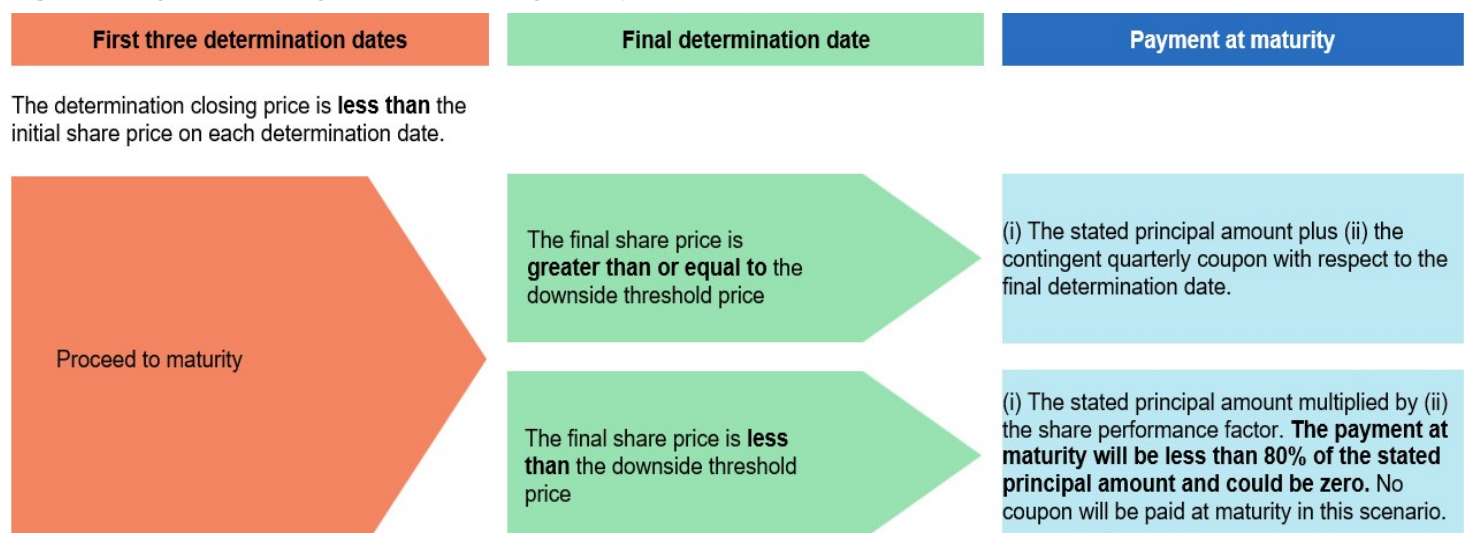 First three determination dates
Final determination date
Payment at maturity
The determination closing price is less than the
initial share price on each determination date.
Proceed to maturity
The final share price is
greater than or equal to the
downside threshold price
(i) The stated principal amount plus (ii) the
contingent quarterly coupon with respect to the
final determination date.
The final share price is less
than the downside threshold
price
(i) The stated principal amount multiplied by (ii)
the share performance factor. The payment at
maturity will be less than 80% of the stated
principal amount and could be zero. No
coupon will be paid at maturity in this scenario.